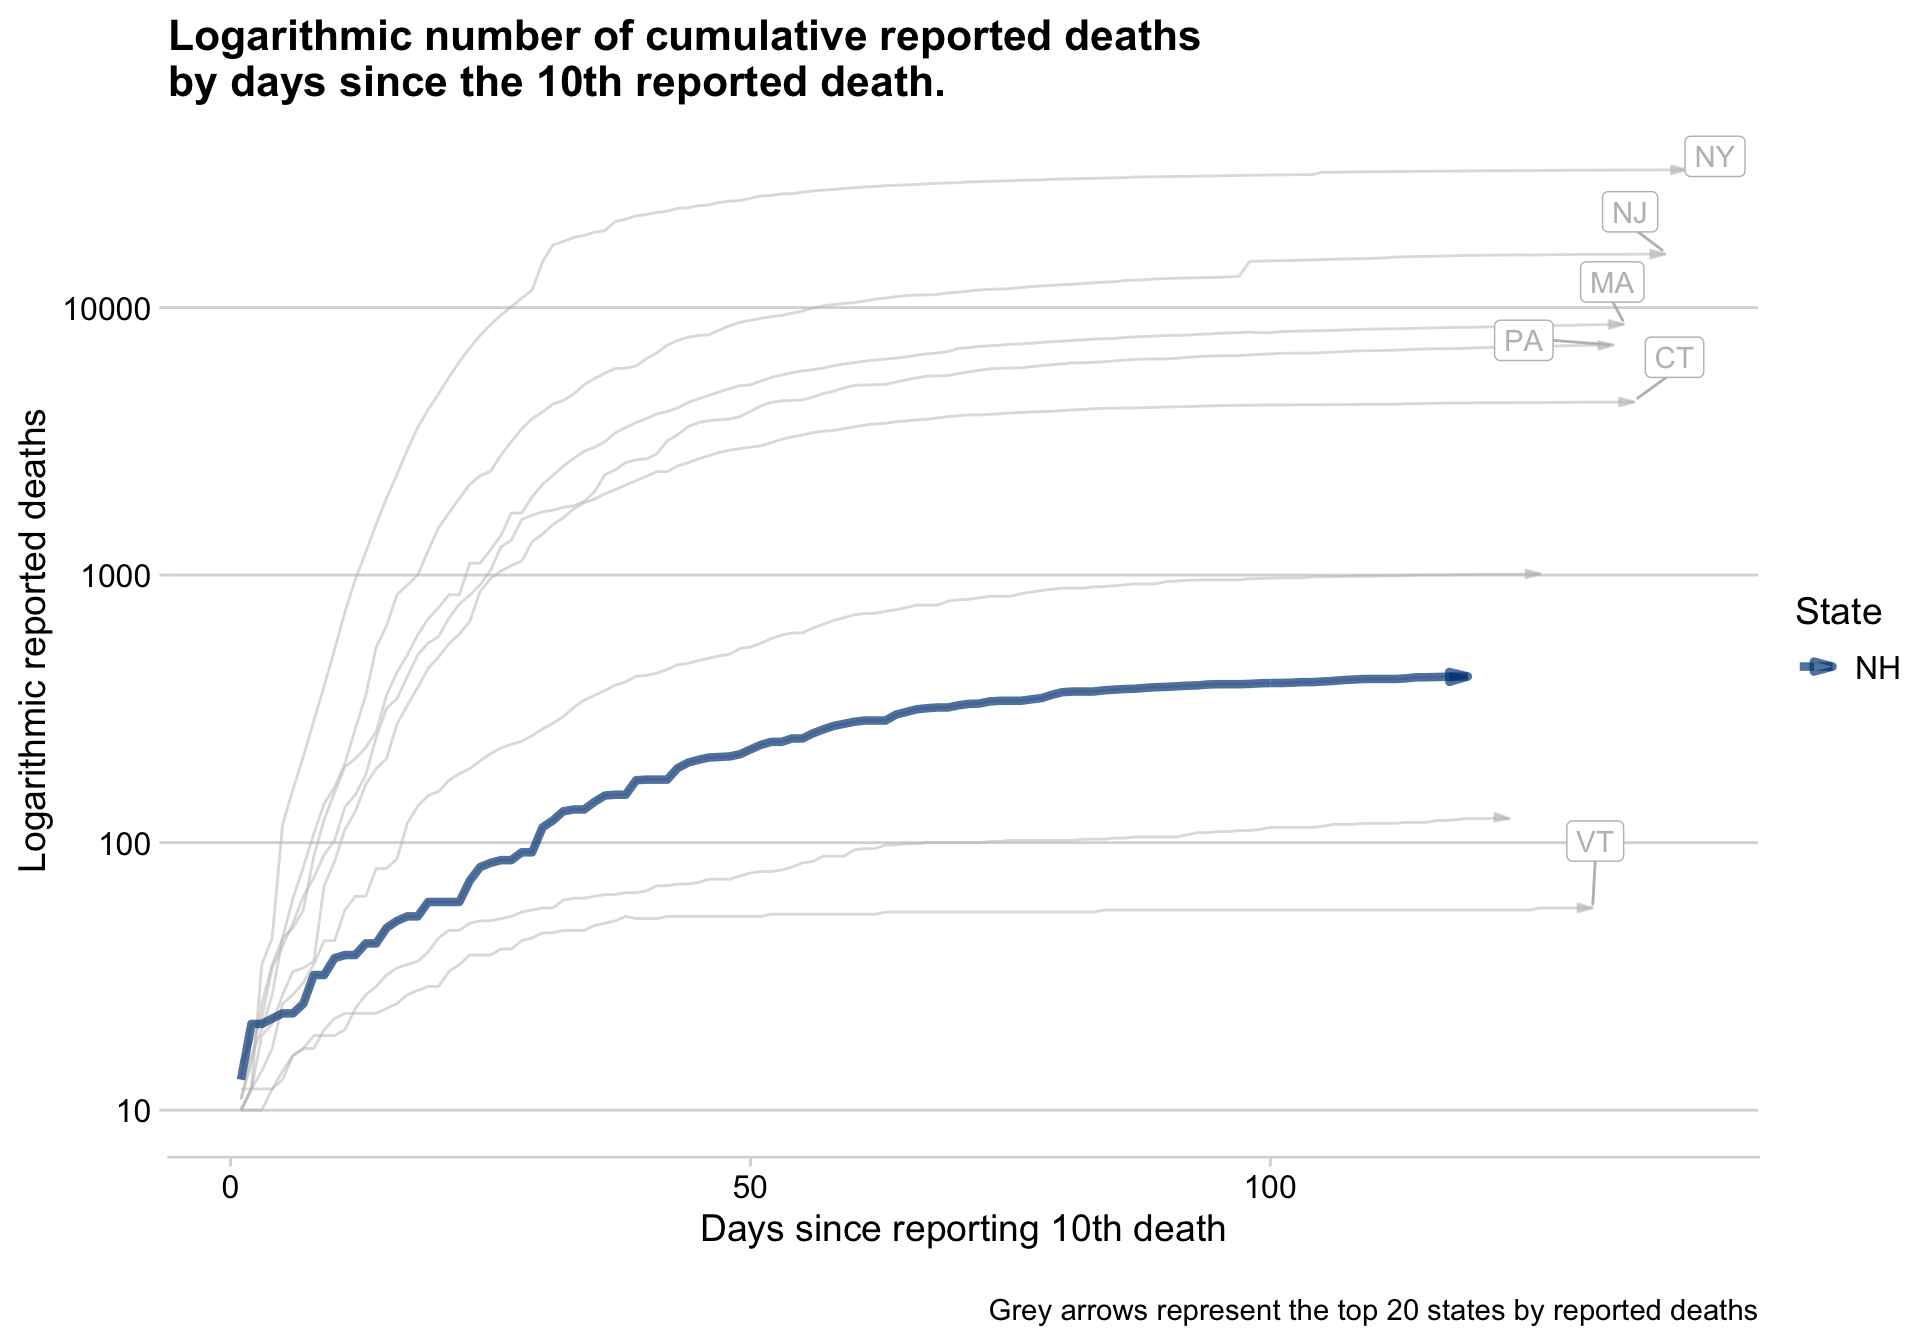 Logarithmic number of cumulative reported deaths
by days since the 10th reported death.
NY
NJ
MA
PA
CT
VT
10000
1000
100
10
Logarithmic reported deaths
0
50
100
Days since reporting 10th death
State
NH
Grey arrows represent the top 20 states by reported deaths